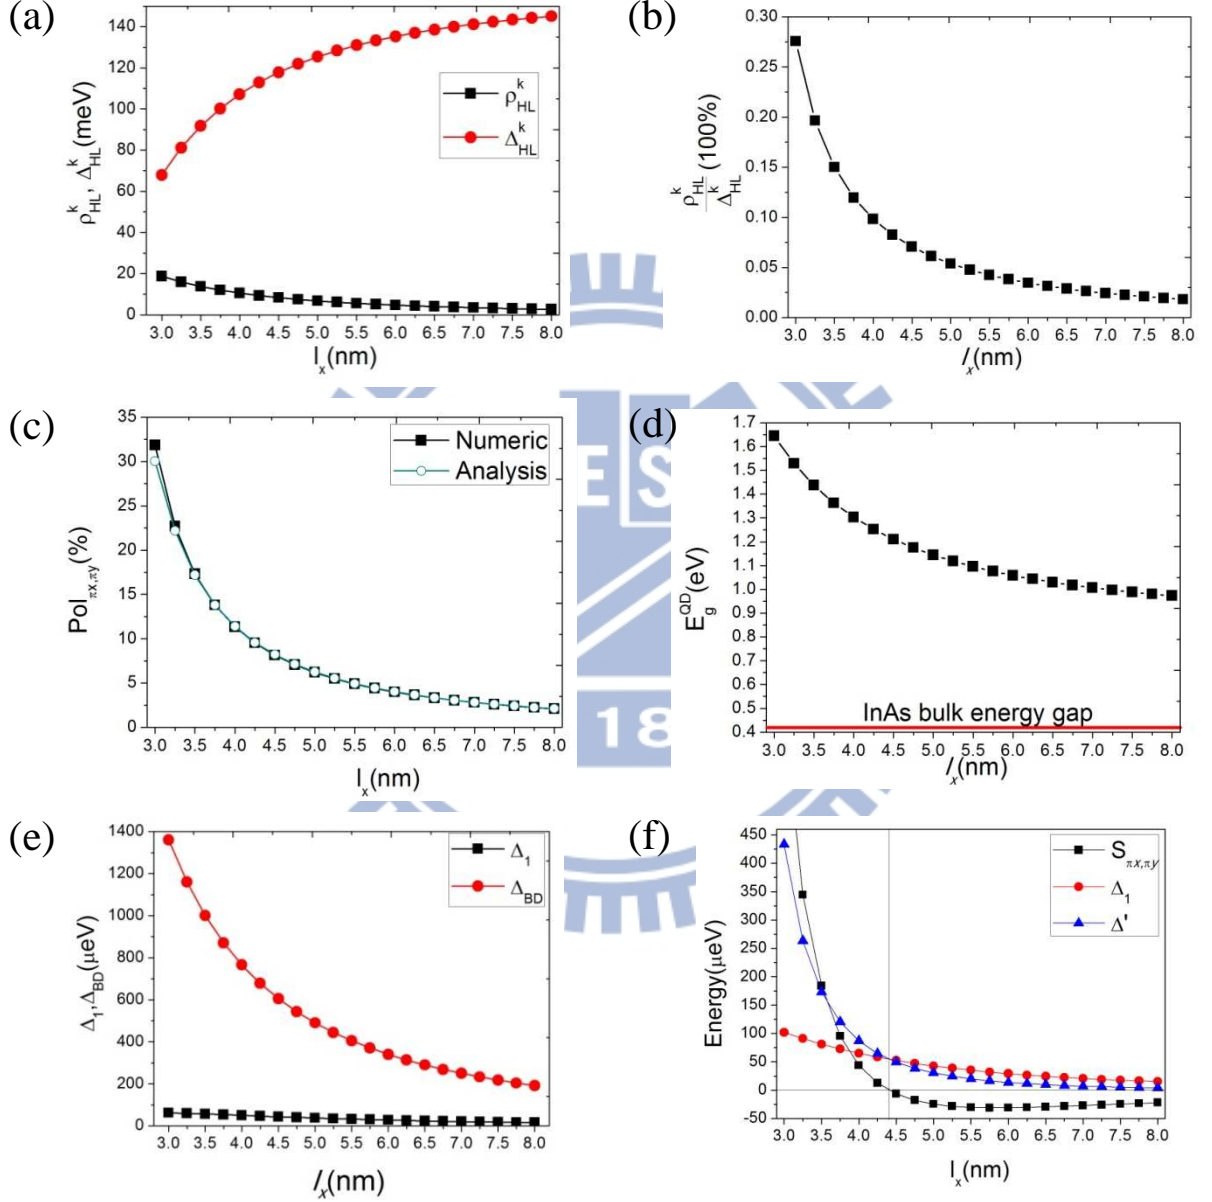 (a)
140
120
100
80
60
40
20
0
ρ^k_HL, Δ^k_HL(meV)
ρ^k_HL
Δ^k_HL
3.0 3.5 4.0 4.5 5.0 5.5 6.0 6.5 7.0 7.5 8.0
l_x(nm)
(b)
0.30
0.25
0.20
0.15
0.10
0.05
0.00
ρ^k_HL
Δ^k_HL
(100%)
3.0 3.5 4.0 4.5 5.0 5.5 6.0 6.5 7.0 7.5 8.0
l_x(nm)
(c)
35
30
25
20
15
10
5
0
Pol_πx,πy(%)
Numeric
Analysis
3.0 3.5 4.0 4.5 5.0 5.5 6.0 6.5 7.0 7.5 8.0
l_x(nm)
ES
18
(d)
1.7
1.6
1.5
1.4
1.3
1.2
1.1
1.0
0.9
0.8
0.7
0.6
0.5
0.4
E_g^QD(eV)
InAs bulk energy gap
3.0 3.5 4.0 4.5 5.0 5.5 6.0 6.5 7.0 7.5 8.0
l_x(nm)
(e)
1400
1200
1000
800
600
400
200
0
Δ_1,Δ_BD(μeV)
Δ_1
Δ_BD
3.0 3.5 4.0 4.5 5.0 5.5 6.0 6.5 7.0 7.5 8.0
l_x(nm)
(f)
450
400
350
300
250
200
150
100
50
0
-50
Energy(μeV)
S_πx,πy
Δ_1
Δ'
3.0 3.5 4.0 4.5 5.0 5.5 6.0 6.5 7.0 7.5 8.0
l_x(nm)